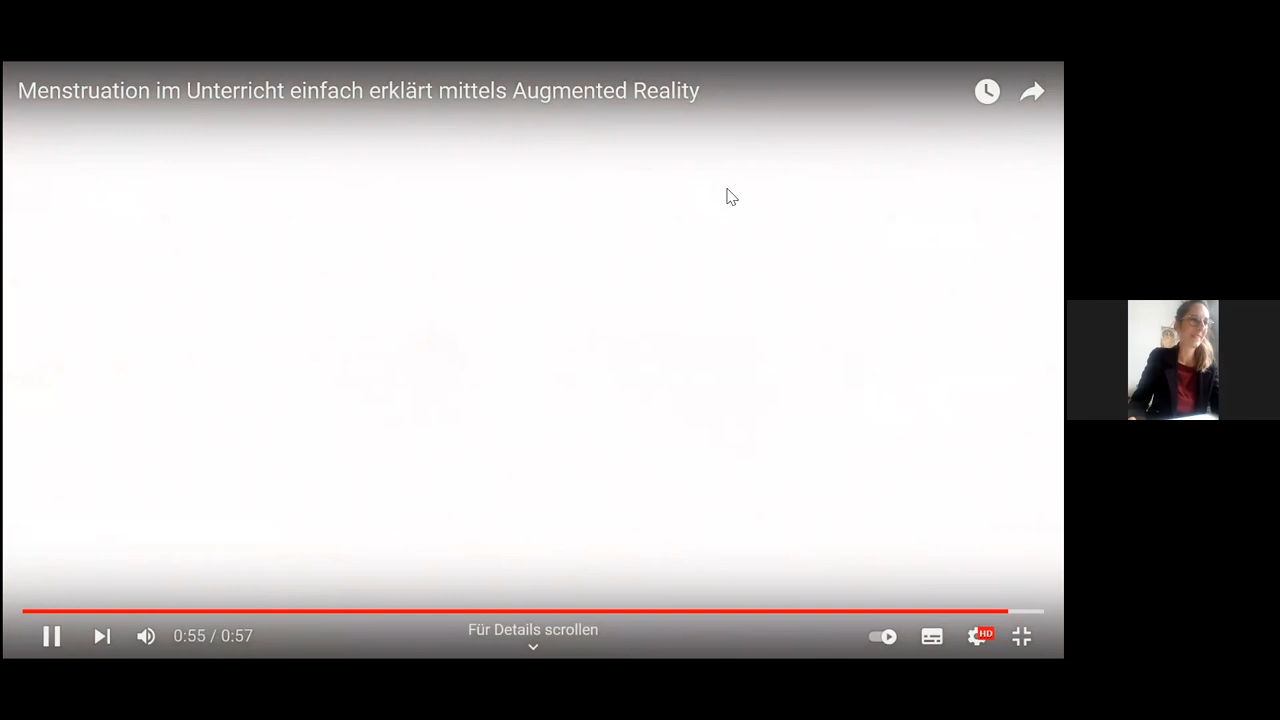 Menstruation im Unterricht einfach erklärt mittels Augmented Reality
0:55 / 0:57
Für Details scrollen
HD